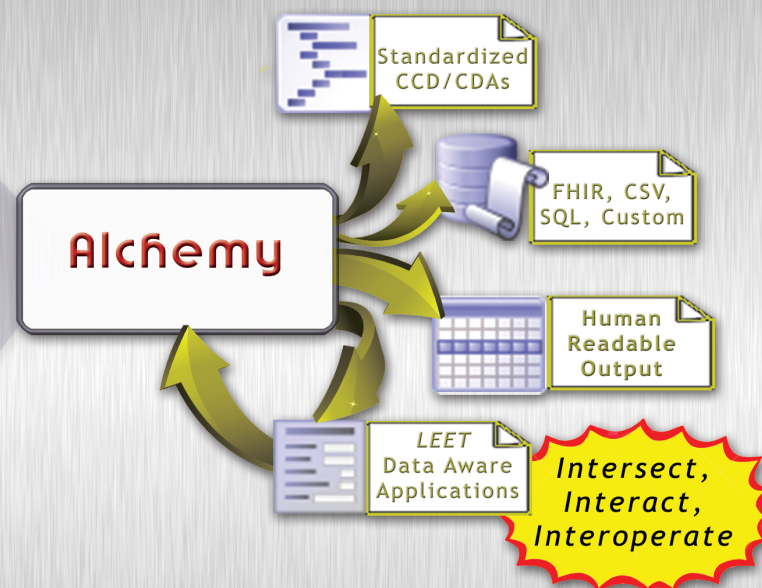 Standardized
CCD/CDAs
FHIR, CSV,
SQL, Custom
Alchemy
Human
Readable
Output
LEET
Data Aware
Applications
Intersect,
Interact,
Interoperate